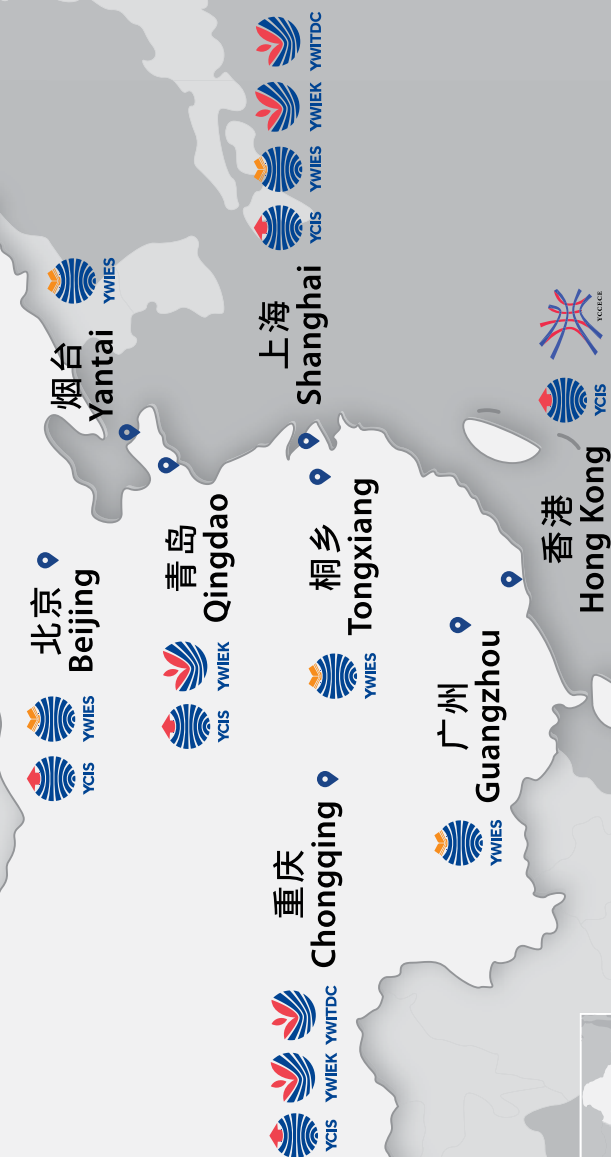 北京
Beijing
YCIS YWIES
烟台
Yantai
YWIES
青岛
Qingdao
YCIS YWIEK
上海
Shanghai
YCIS YWIES YWIEK YWITDC
桐乡
Tongxiang
YWIES
重庆
Chongqing
YCIS YWIEK YWITDC
广州
Guangzhou
YWIES
香港
Hong Kong
YCIS YCCECE